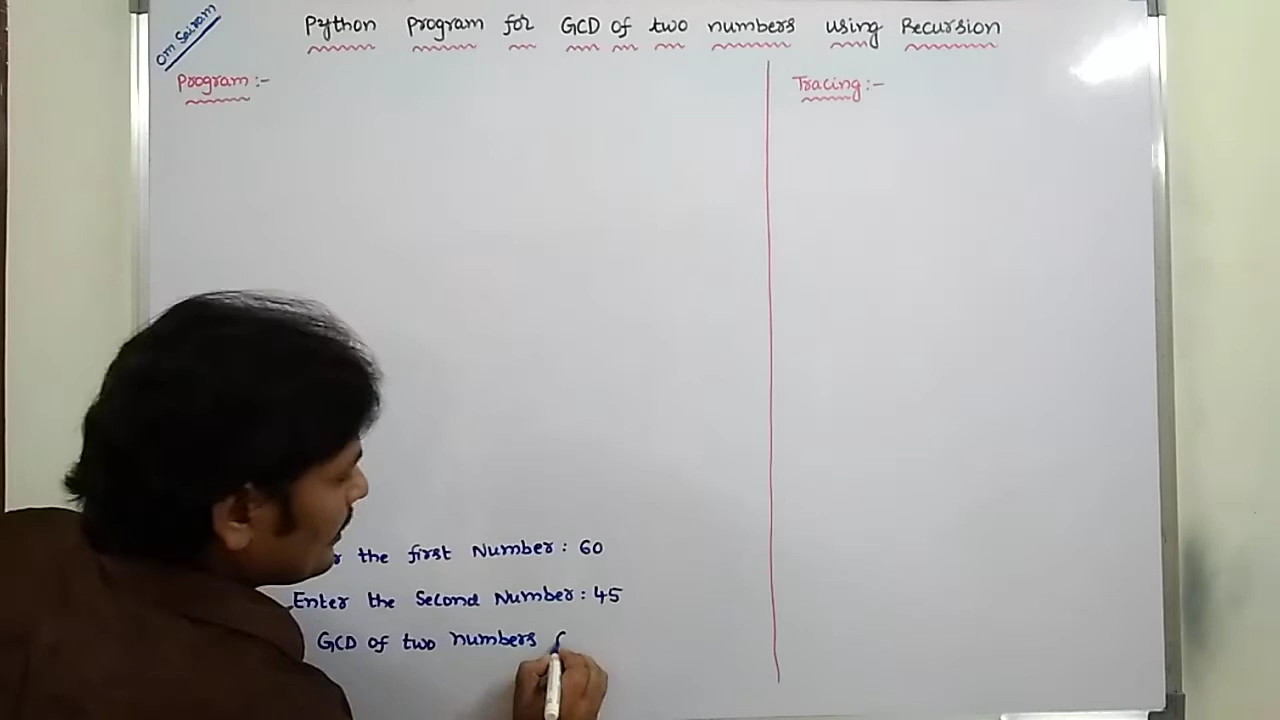 Om Sairam
Python Program for GCD of two numbers using Recursion
Program :-
Tracing :-
the first Number : 60
Enter the Second Number : 45
GCD of two numbers